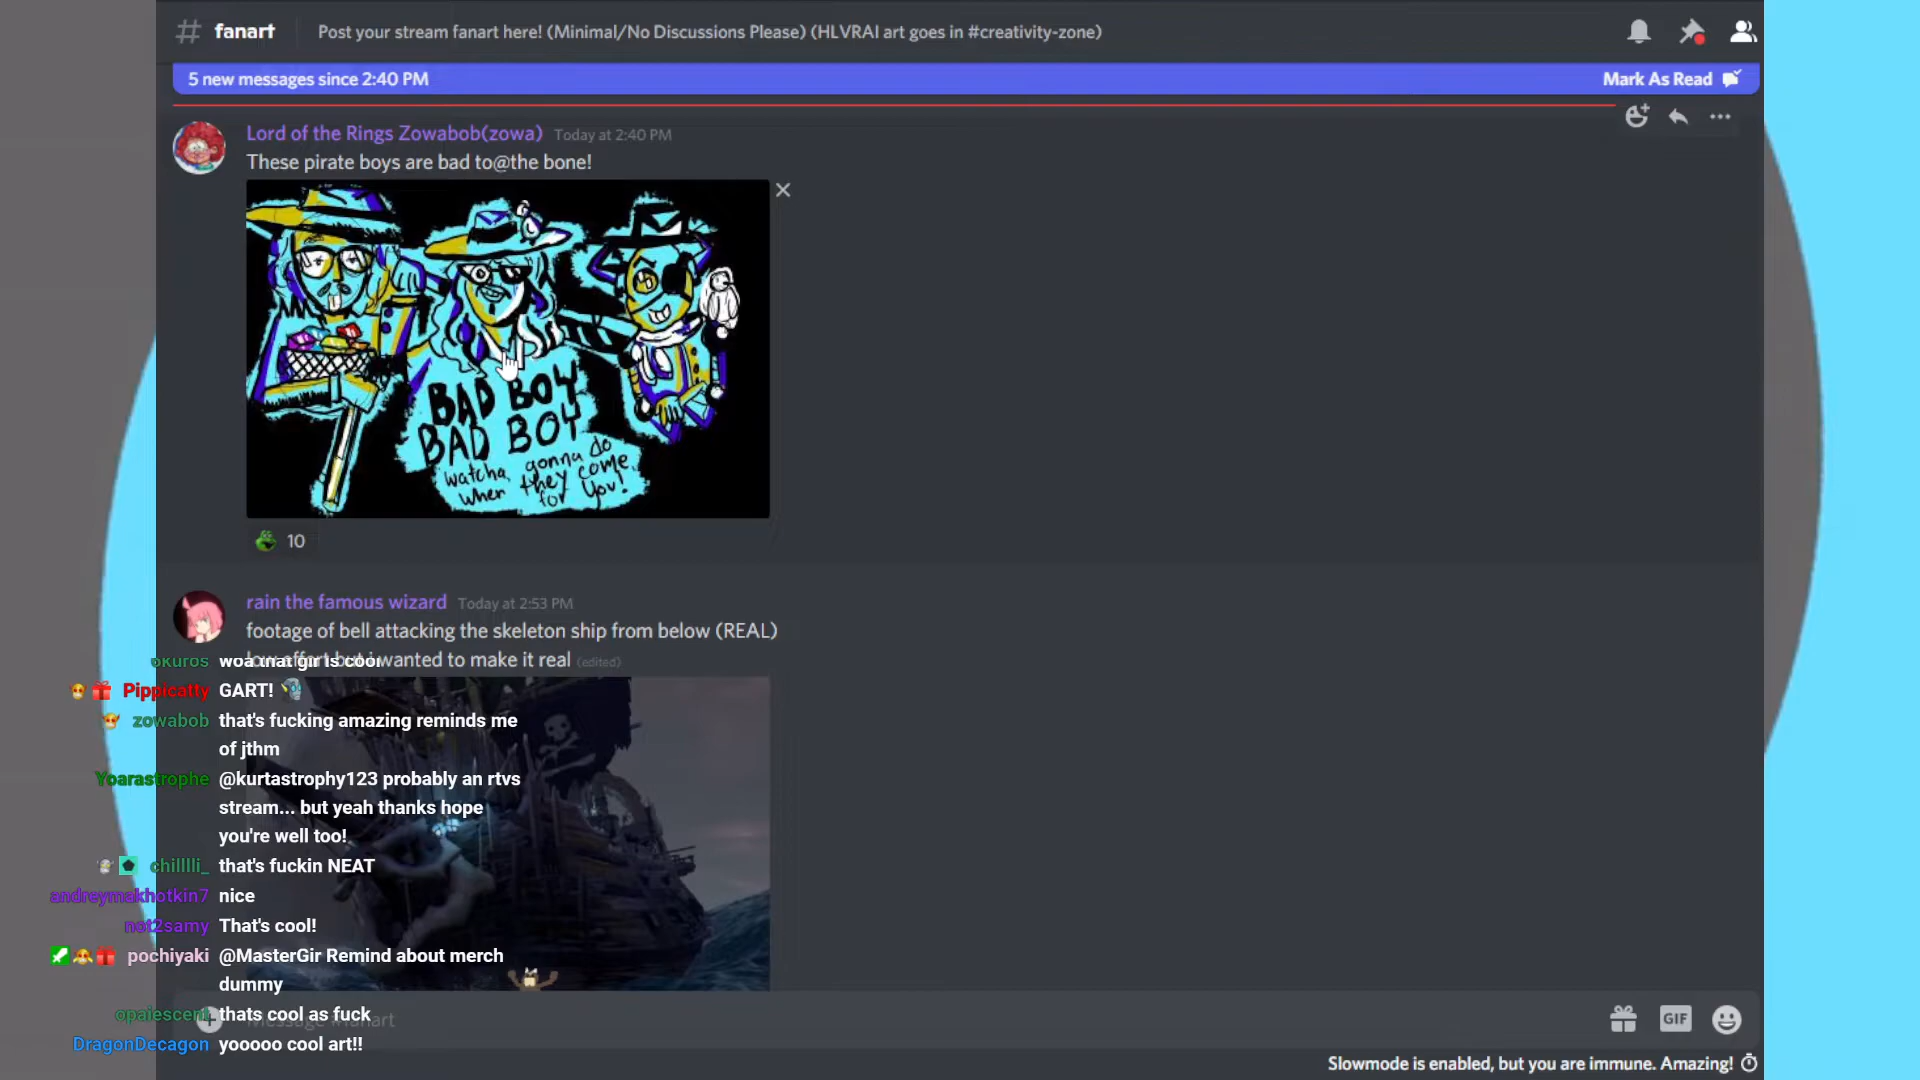 # fanart Post your stream fanart here! (Minimal/No Discussions Please) (HLVRAI art goes in #creativity-zone)
5 new messages since 2:40 PM Mark As Read
Lord of the Rings Zowabob(zowa) Today at 2:40 PM
These pirate boys are bad to@the bone!
BAD BOY
BAD BOY
watcha gonna do
when they come
for you!
10
rain the famous wizard Today at 2:53 PM
footage of bell attacking the skeleton ship from below (REAL)
low effort but i wanted to make it real (edited)
okuros woa that gir is cool
Pippicatty GART!
zowabob that's fucking amazing reminds me
of jthm
Yoarastrophe @kurtastrophy123 probably an rtvs
stream... but yeah thanks hope
you're well too!
chilllli_ that's fuckin NEAT
andreymakhotkin7 nice
not2samy That's cool!
pochiyaki @MasterGir Remind about merch
dummy
opalescent thats cool as fuck
Message #fanart
GIF
DragonDecagon yooooo cool art!!
Slowmode is enabled, but you are immune. Amazing!